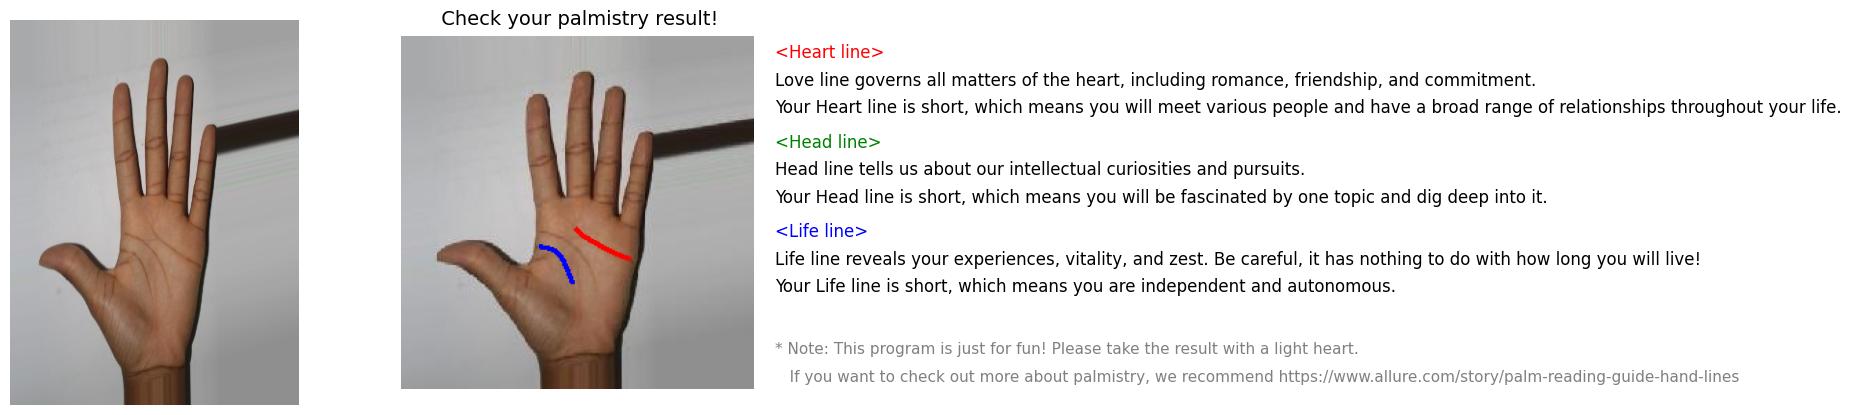 Check your palmistry result!
<Heart line>
Love line governs all matters of the heart, including romance, friendship, and commitment.
Your Heart line is short, which means you will meet various people and have a broad range of relationships throughout your life.
<Head line>
Head line tells us about our intellectual curiosities and pursuits.
Your Head line is short, which means you will be fascinated by one topic and dig deep into it.
<Life line>
Life line reveals your experiences, vitality, and zest. Be careful, it has nothing to do with how long you will live!
Your Life line is short, which means you are independent and autonomous.
* Note: This program is just for fun! Please take the result with a light heart.
If you want to check out more about palmistry, we recommend https://www.allure.com/story/palm-reading-guide-hand-lines